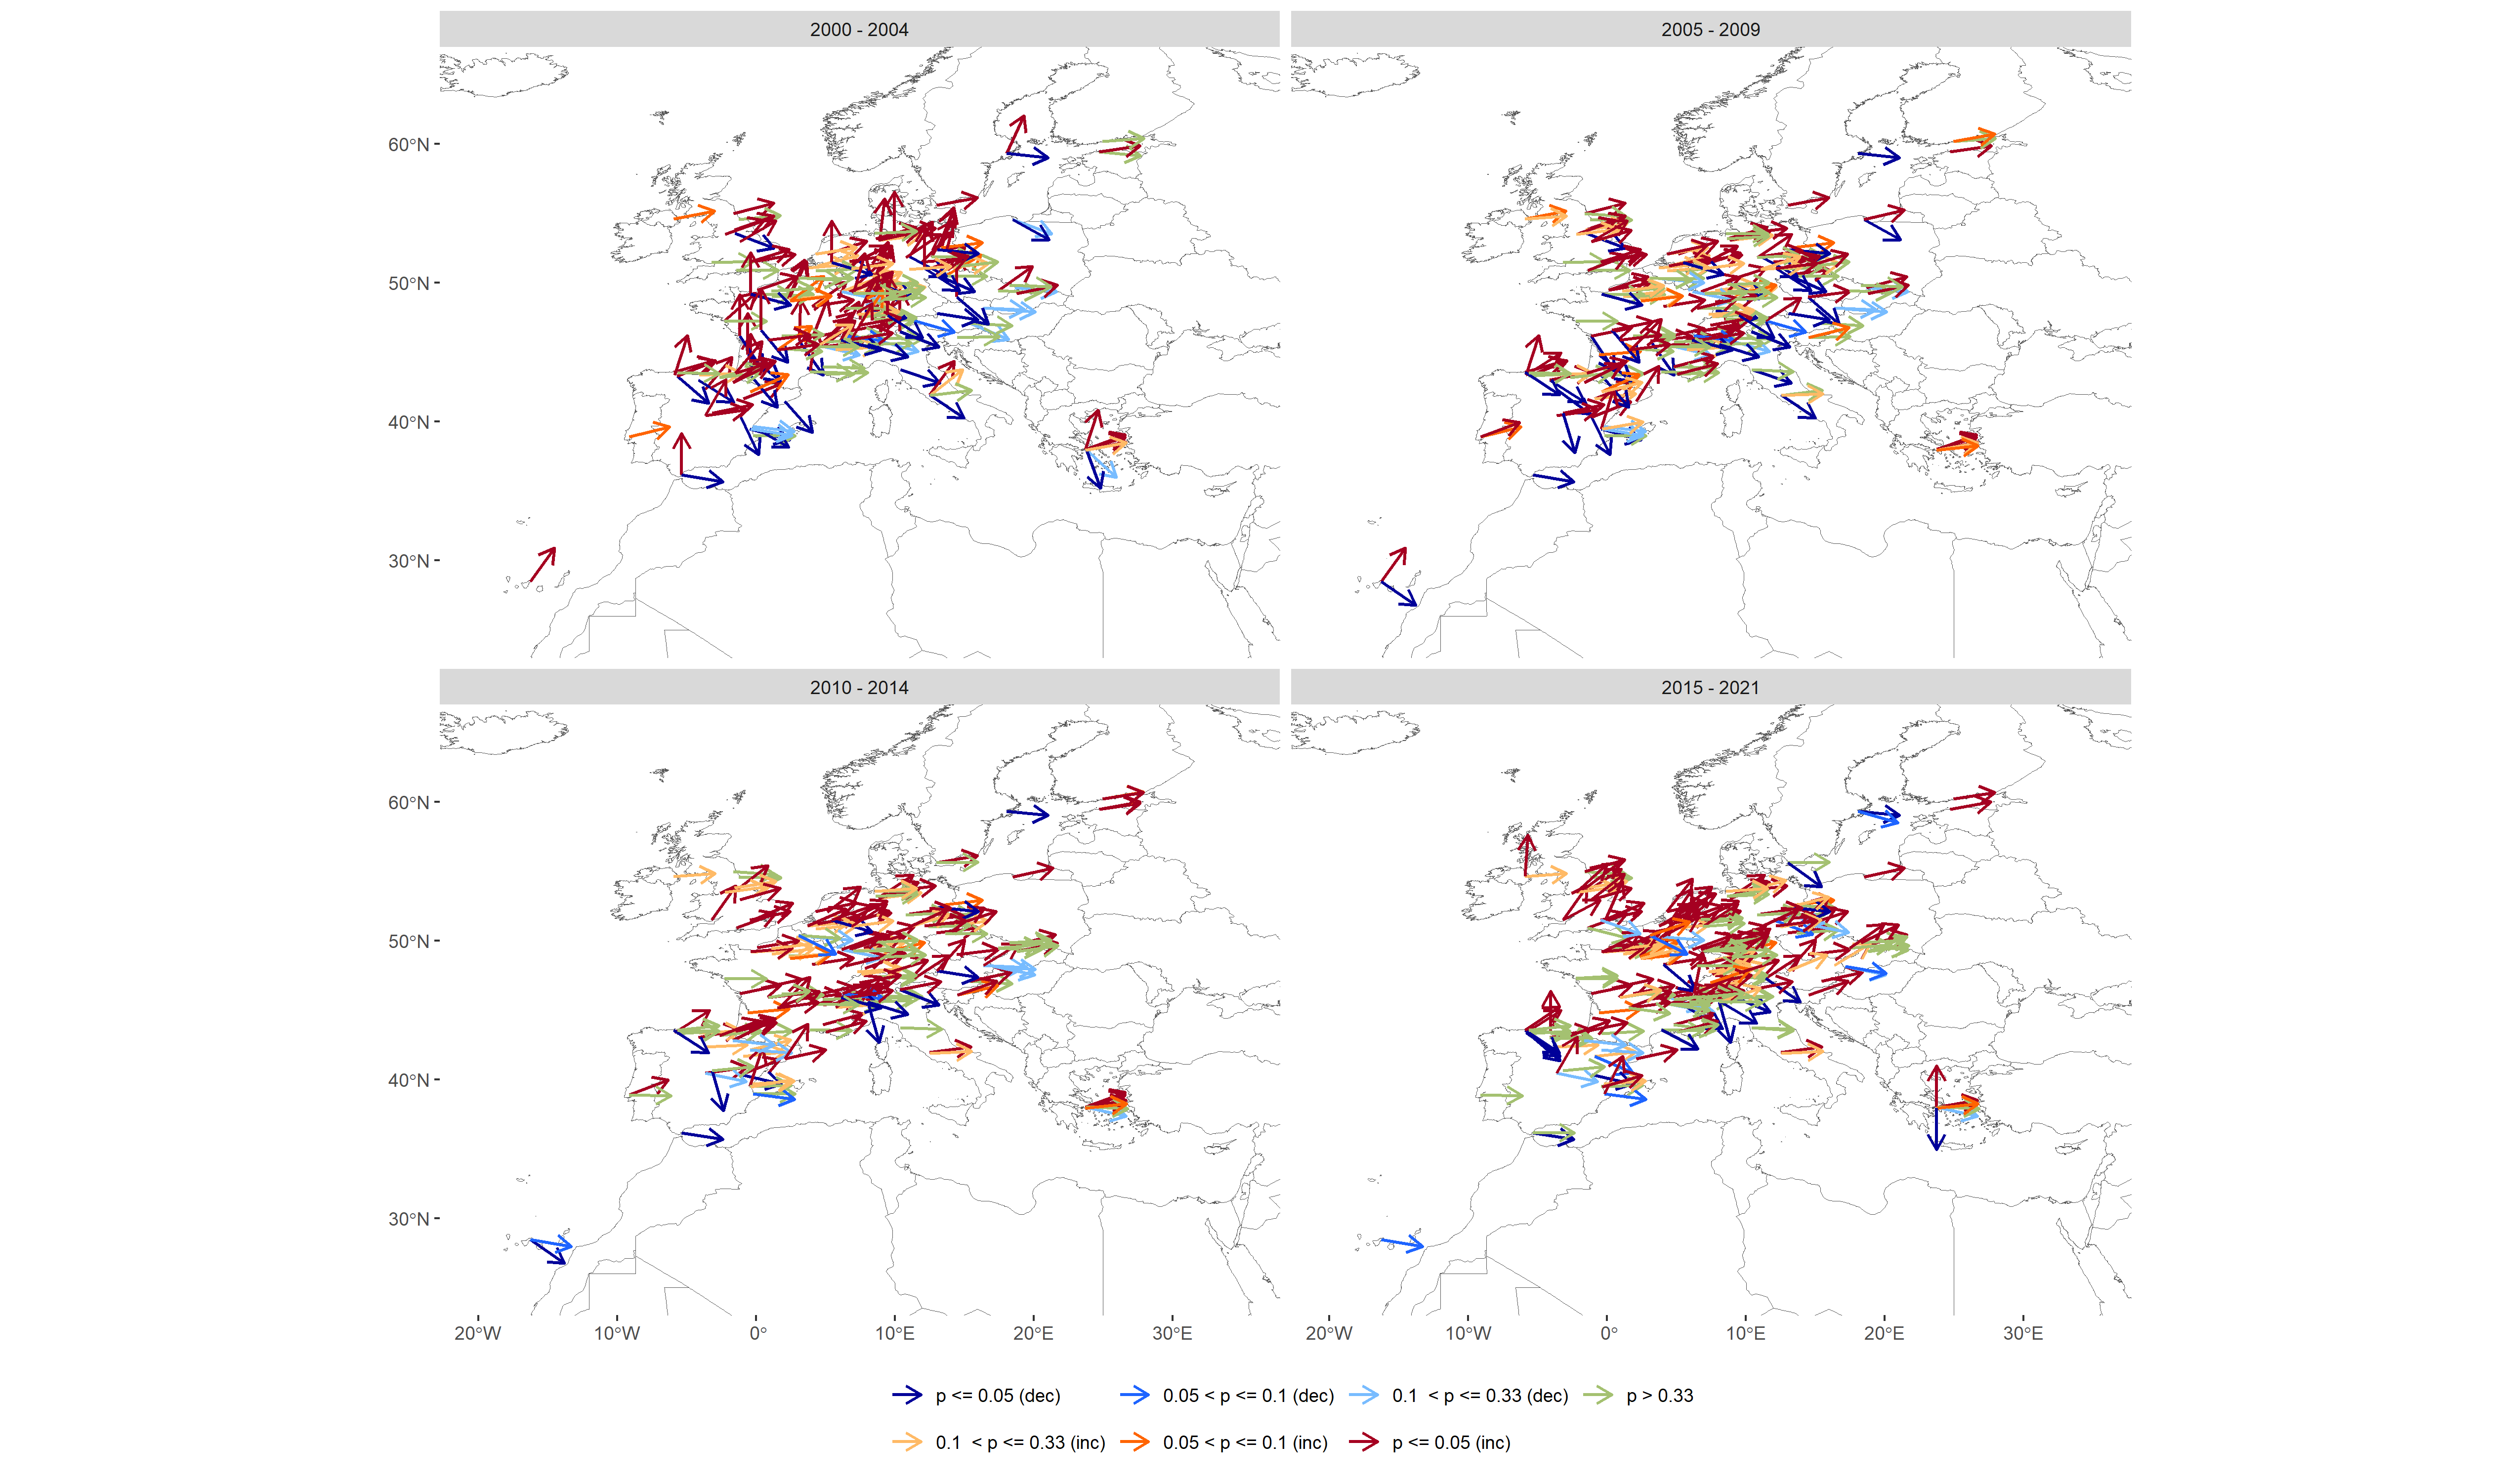 2000 - 2004
2005 - 2009
60°N
50°N
40°N
30°N
2010 - 2014
2015 - 2021
60°N
50°N
40°N
30°N
20°W 10°W 0° 10°E 20°E 30°E
20°W 10°W 0° 10°E 20°E 30°E
p <= 0.05 (dec) 0.05 < p <= 0.1 (dec) 0.1 < p <= 0.33 (dec) p > 0.33
0.1 < p <= 0.33 (inc) 0.05 < p <= 0.1 (inc) p <= 0.05 (inc)